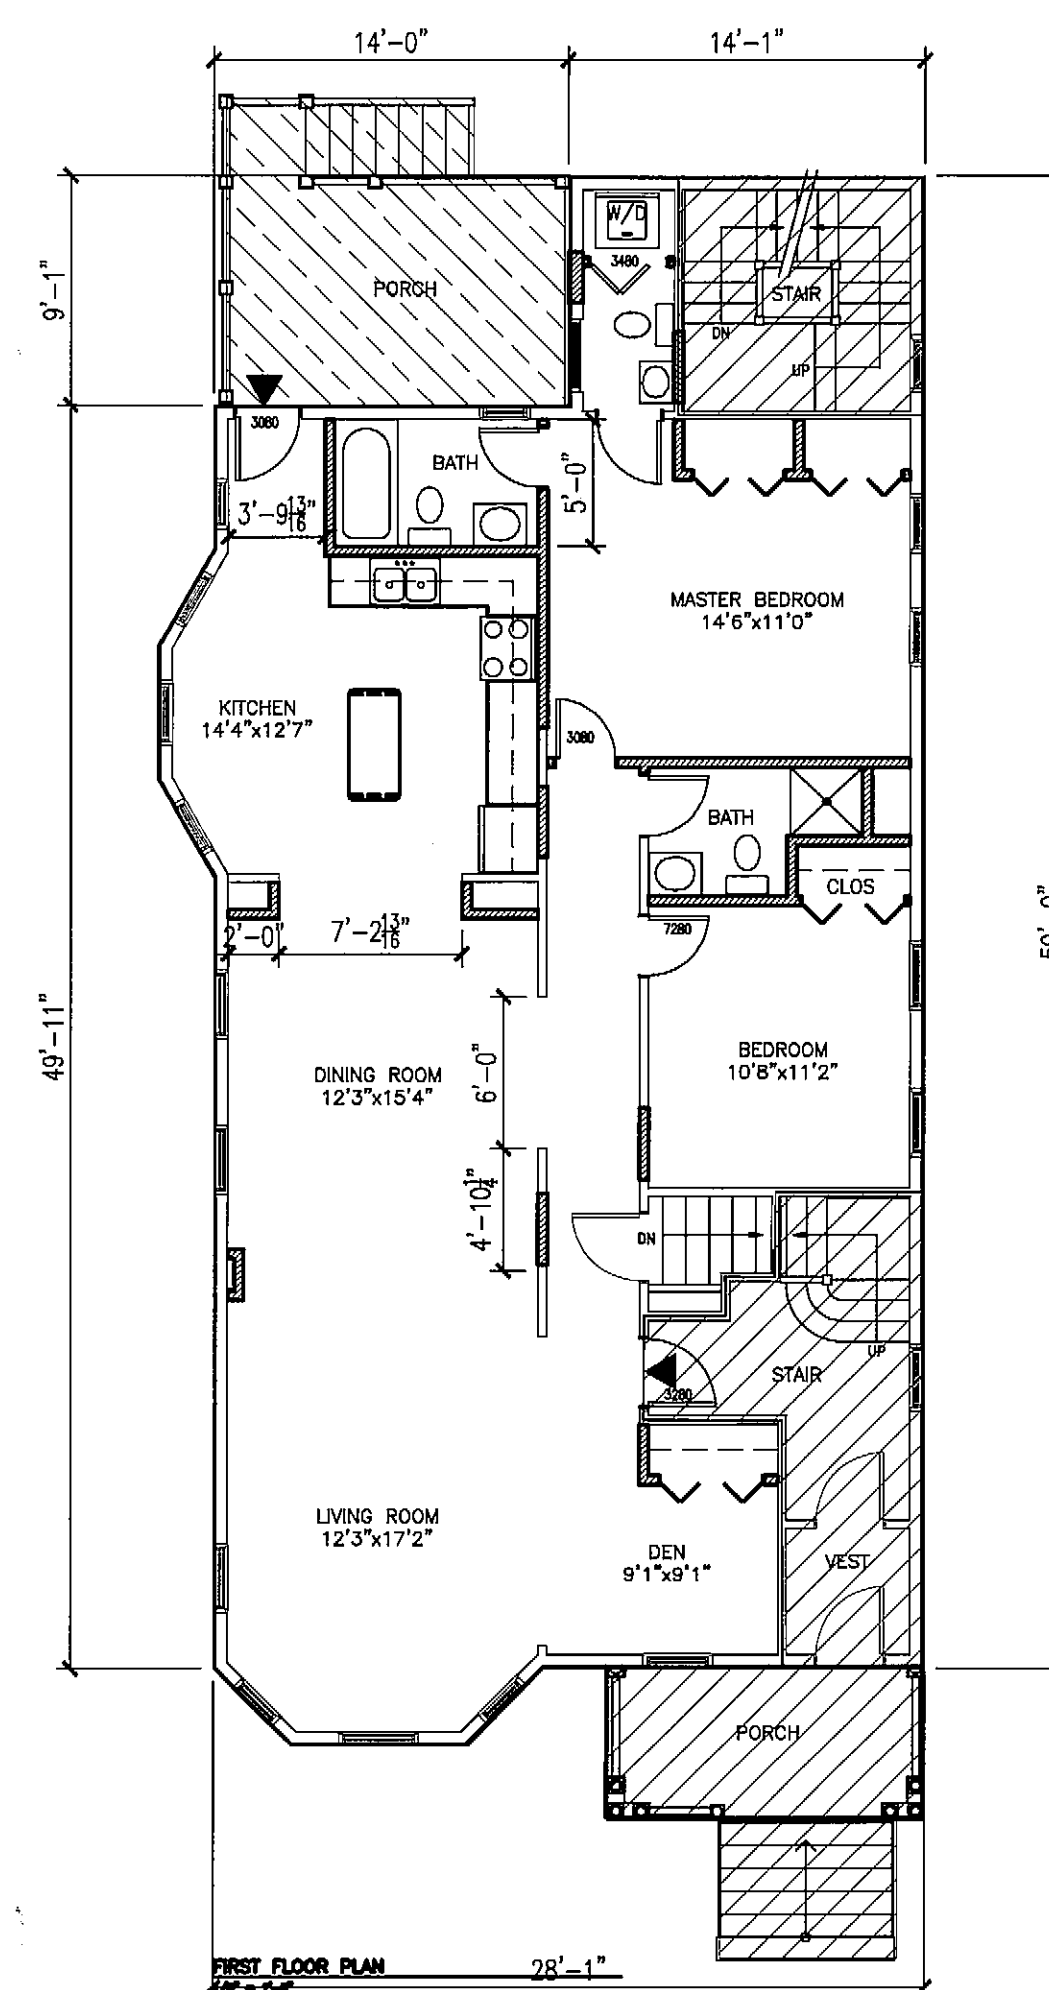 14'-0" 14'-1"
W/D
3480
9'-1"
PORCH
STAIR
DN
UP
3080
BATH
5'-0"
3'-9 13/16"
MASTER BEDROOM
14'6"x11'0"
KITCHEN
14'4"x12'7"
3080
BATH
CLOS
2'-0" 7'-2 13/16"
7280
49'-11"
DINING ROOM
12'3"x15'4"
6'-0"
BEDROOM
10'8"x11'2"
4'-10 1/4"
DN
UP
STAIR
3280
LIVING ROOM
12'3"x17'2"
DEN
9'1"x9'1"
VEST
PORCH
FIRST FLOOR PLAN
28'-1"